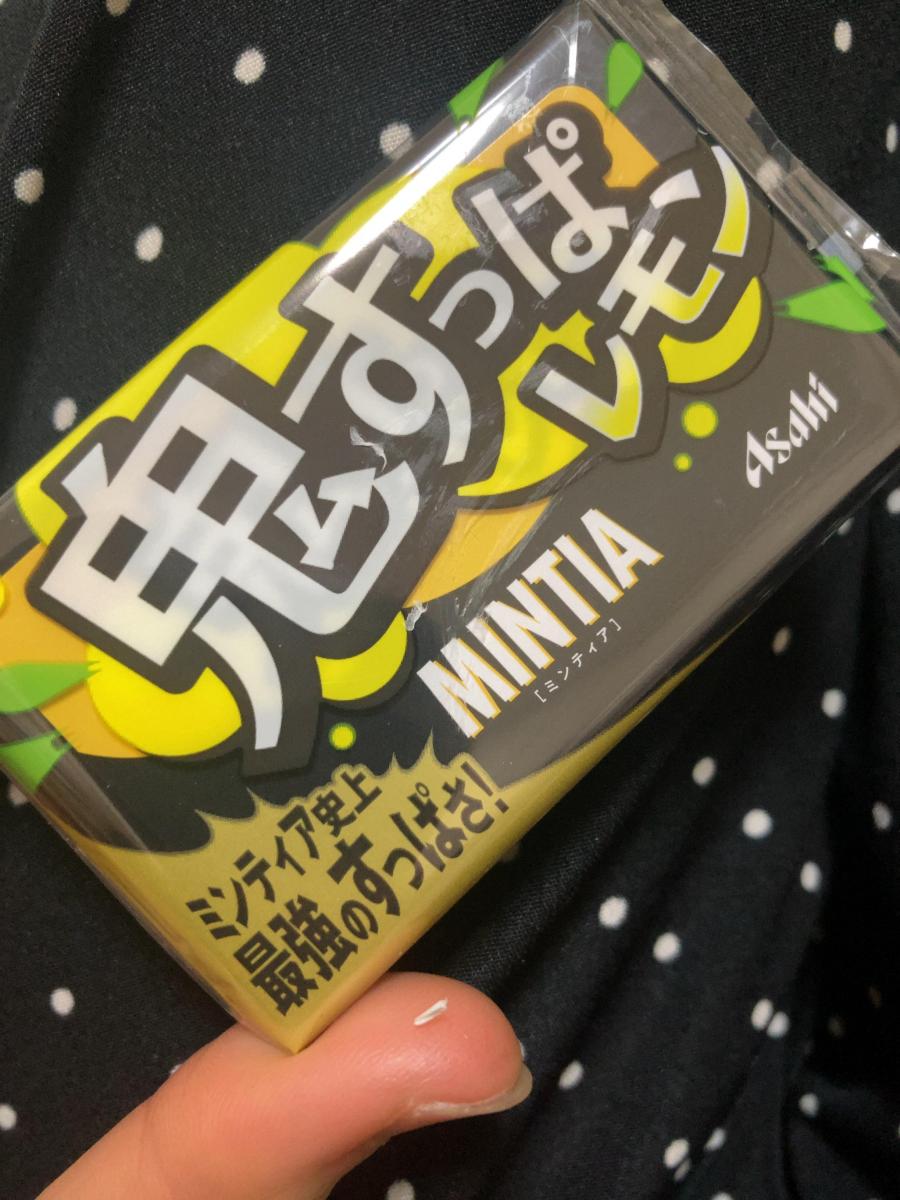 鬼すっぱ
レモン
Asahi
MINTIA
[ミンティア]
ミンティア史上
最強のすっぱさ!